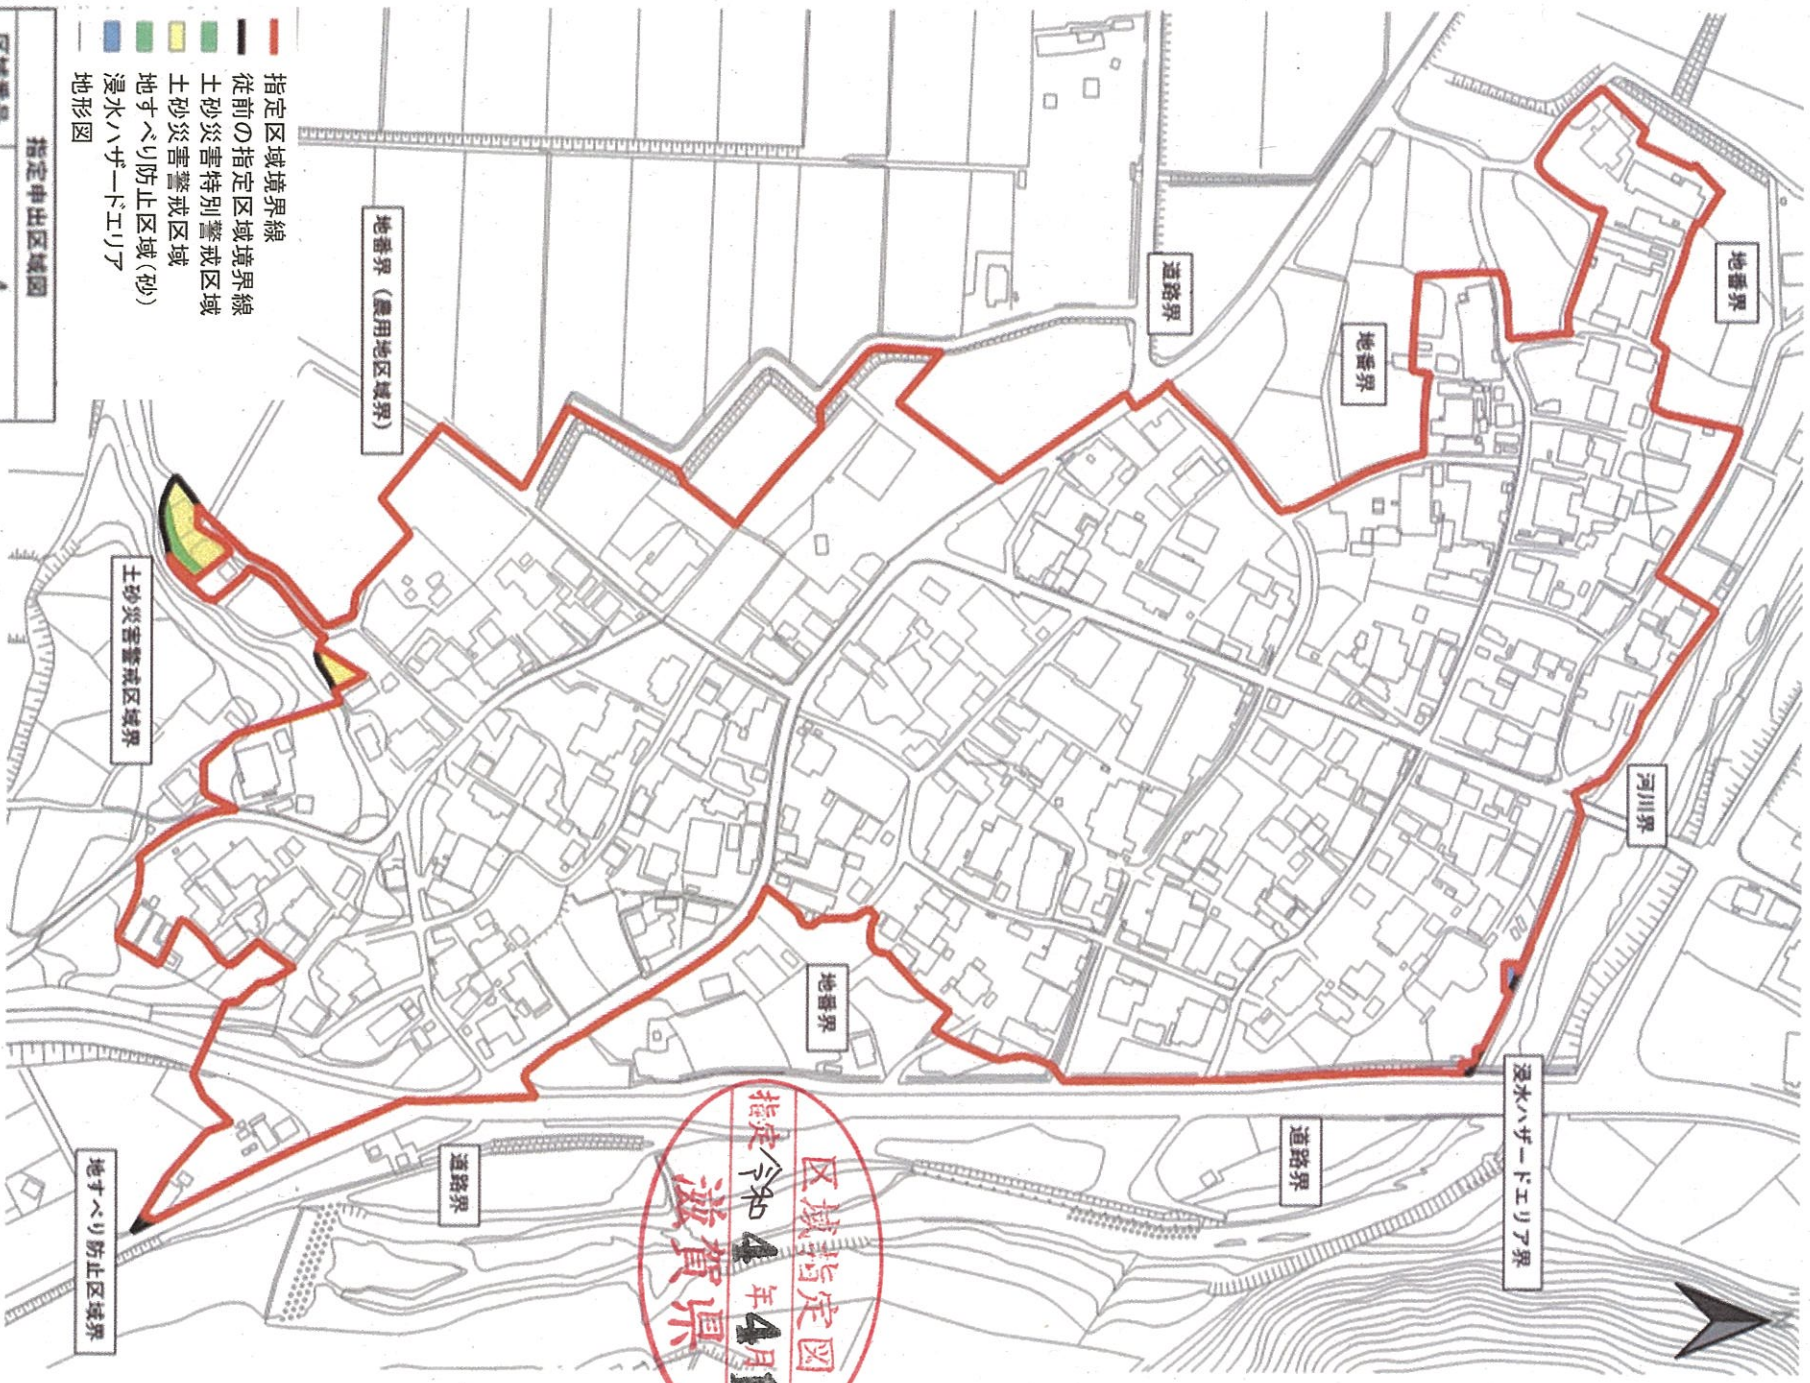 指定区域境界線
従前の指定区域境界線
土砂災害特別警戒区域
土砂災害警戒区域
地すべり防止区域(砂)
浸水ハザードエリア
地形図
指定申出区域図
地番界
道路界
地番界
地番界(農用地区域界)
河川界
土砂災害警戒区域界
地番界
浸水ハザードエリア界
道路界
道路界
地すべり防止区域界
区域指定図
指定 令和 4 年 4月
滋賀県